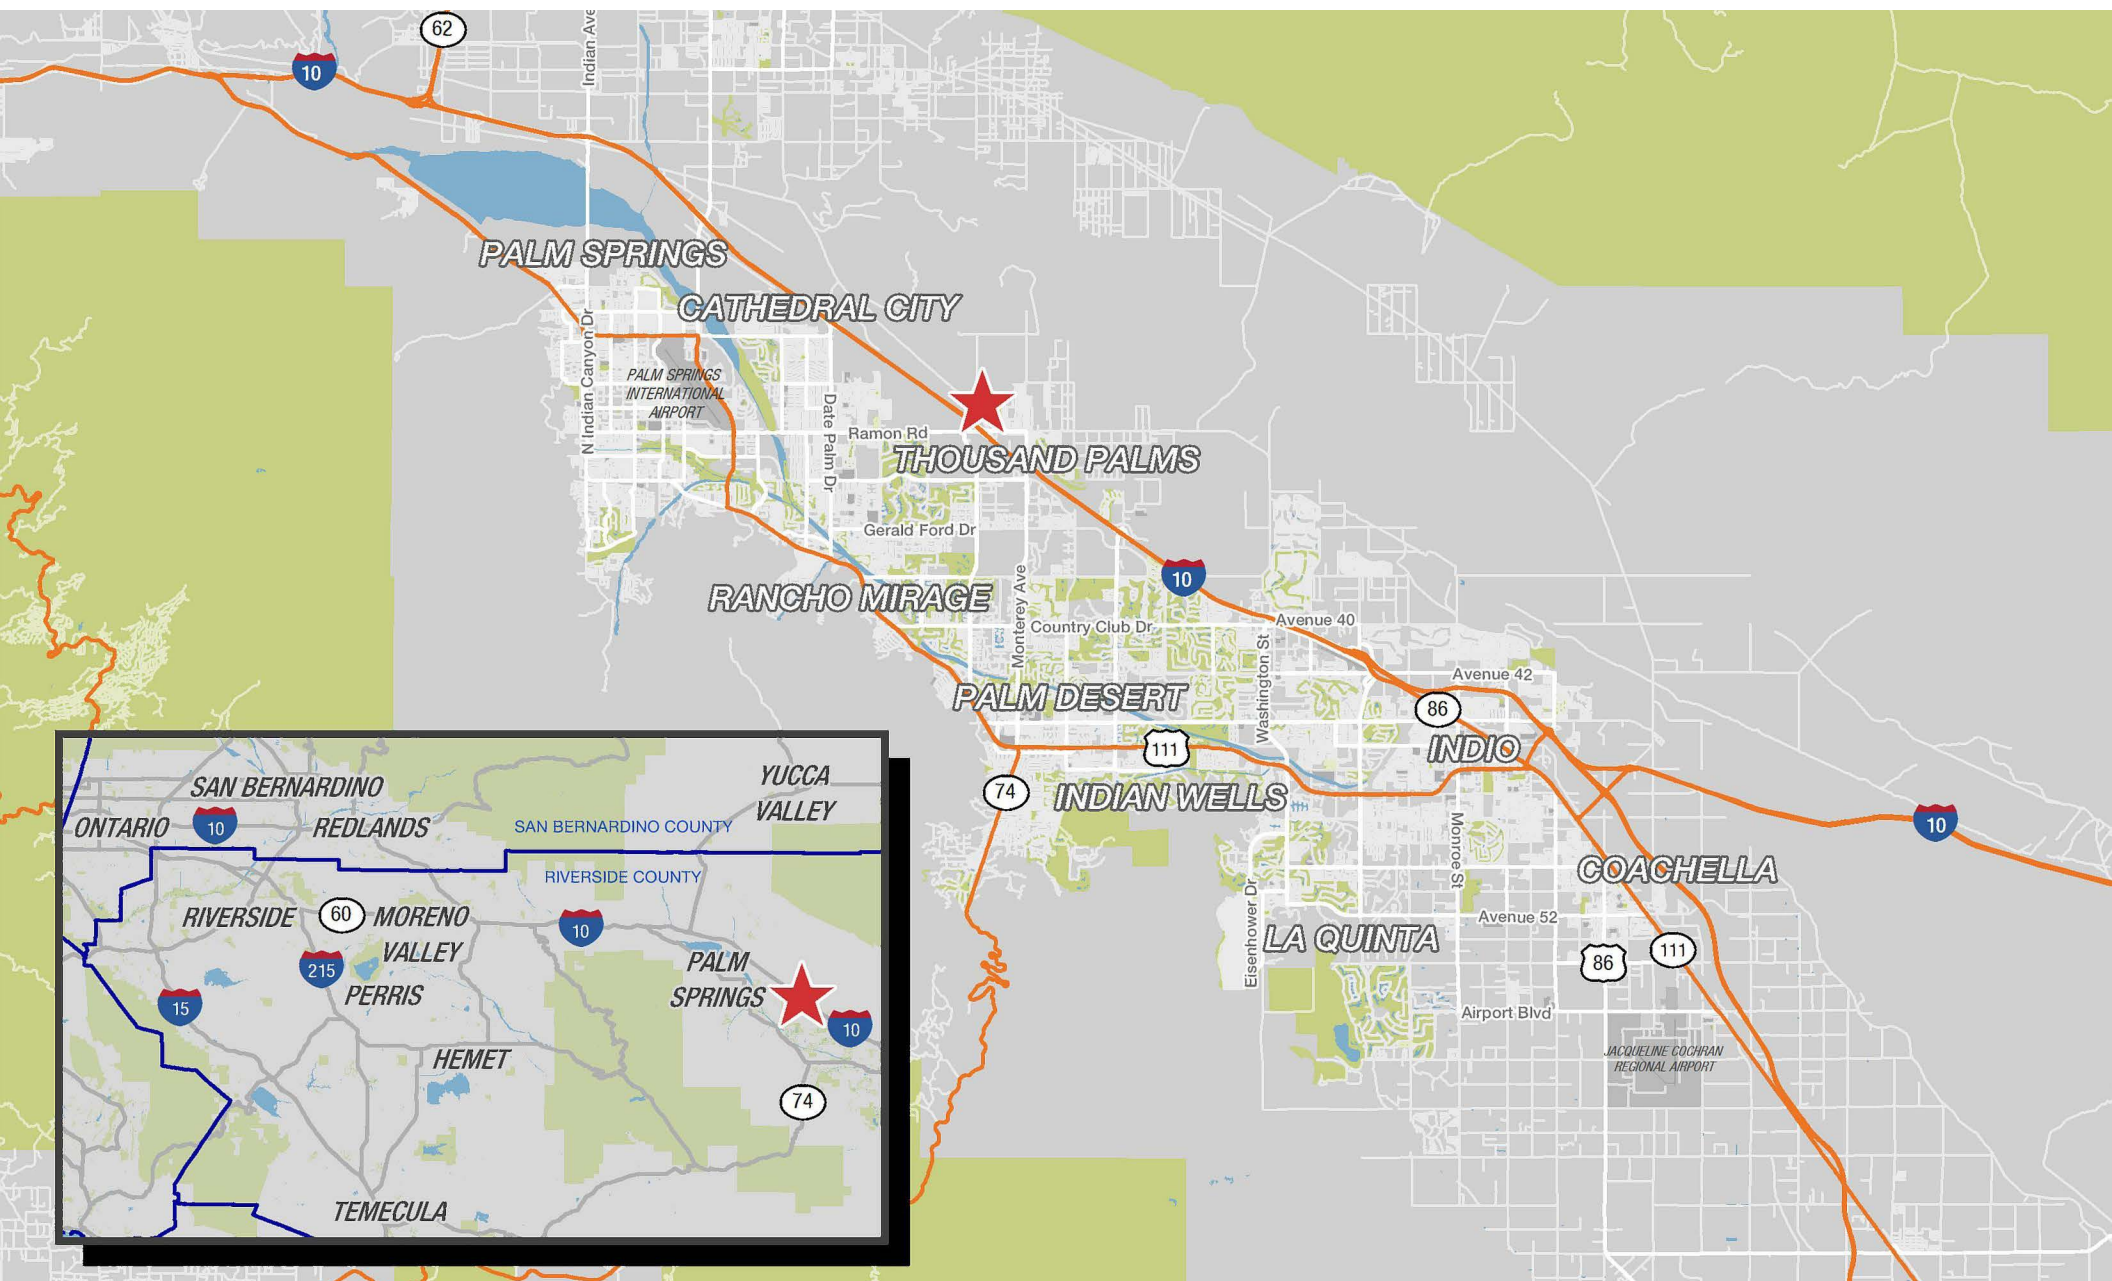 62
10
Indian Ave
PALM SPRINGS
CATHEDRAL CITY
N Indian Canyon Dr
PALM SPRINGS
INTERNATIONAL
AIRPORT
Date Palm Dr
Ramon Rd
THOUSAND PALMS
Gerald Ford Dr
10
RANCHO MIRAGE
Monterey Ave
Country Club Dr
Avenue 40
Washington St
Avenue 42
PALM DESERT
86
111
INDIO
74
INDIAN WELLS
10
Monroe St
COACHELLA
Eisenhower Dr
Avenue 52
LA QUINTA
86
111
Airport Blvd
JACQUELINE COCHRAN
REGIONAL AIRPORT
YUCCA
VALLEY
SAN BERNARDINO
10
ONTARIO
REDLANDS
SAN BERNARDINO COUNTY
RIVERSIDE COUNTY
RIVERSIDE
60
MORENO
VALLEY
10
215
PERRIS
15
PALM
SPRINGS
10
HEMET
74
TEMECULA